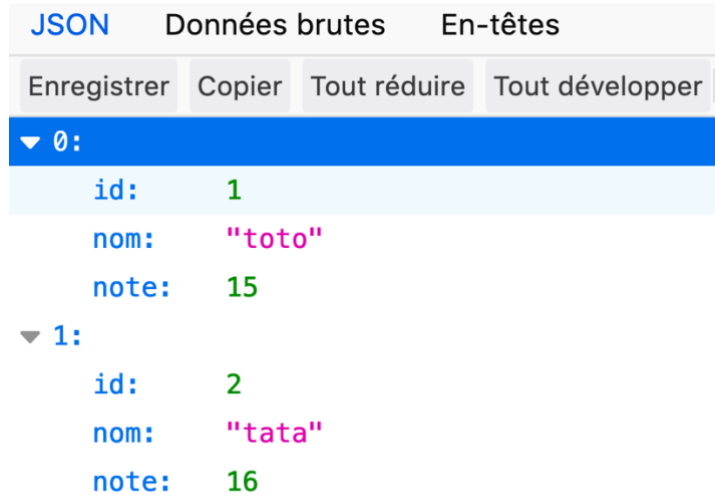 JSON Données brutes En-têtes
Enregistrer Copier Tout réduire Tout développer
0:
id: 1
nom: "toto"
note: 15
1:
id: 2
nom: "tata"
note: 16